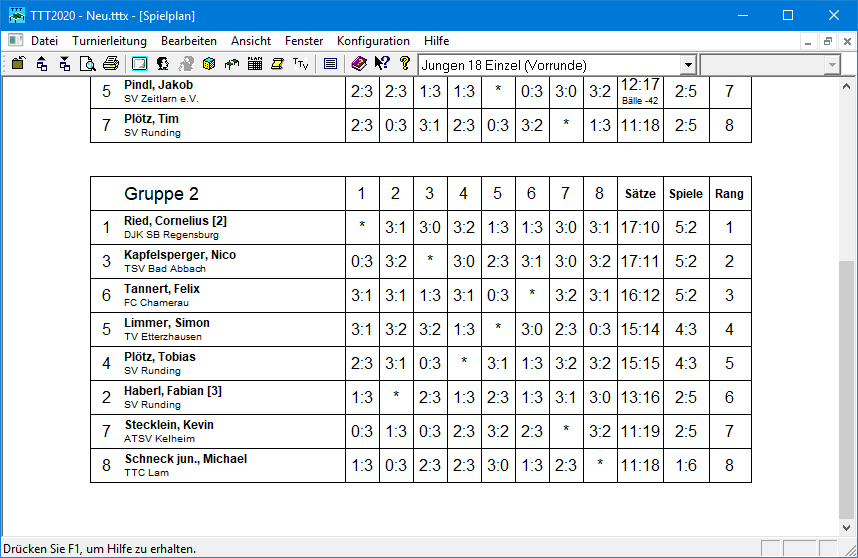 TTT2020 - Neu.tttx - [Spielplan]
Datei Turnierleitung Bearbeiten Ansicht Fenster Konfiguration Hilfe
TTV Jungen 18 Einzel (Vorrunde)
5 Pindl, Jakob 2:3 2:3 1:3 1:3 * 0:3 3:0 3:2 12:17 2:5 7
SV Zeitlarn e.V. Bälle -42
7 Plötz, Tim 2:3 0:3 3:1 2:3 0:3 3:2 * 1:3 11:18 2:5 8
SV Runding
Gruppe 2 1 2 3 4 5 6 7 8 Sätze Spiele Rang
1 Ried, Cornelius [2] * 3:1 3:0 3:2 1:3 1:3 3:0 3:1 17:10 5:2 1
DJK SB Regensburg
3 Kapfelsperger, Nico 0:3 3:2 * 3:0 2:3 3:1 3:0 3:2 17:11 5:2 2
TSV Bad Abbach
6 Tannert, Felix 3:1 3:1 1:3 3:1 0:3 * 3:2 3:1 16:12 5:2 3
FC Chamerau
5 Limmer, Simon 3:1 3:2 3:2 1:3 * 3:0 2:3 0:3 15:14 4:3 4
TV Etterzhausen
4 Plötz, Tobias 2:3 3:1 0:3 * 3:1 1:3 3:2 3:2 15:15 4:3 5
SV Runding
2 Haberl, Fabian [3] 1:3 * 2:3 1:3 2:3 1:3 3:1 3:0 13:16 2:5 6
SV Runding
7 Stecklein, Kevin 0:3 1:3 0:3 2:3 3:2 2:3 * 3:2 11:19 2:5 7
ATSV Kelheim
8 Schneck jun., Michael 1:3 0:3 2:3 2:3 3:0 1:3 2:3 * 11:18 1:6 8
TTC Lam
Drücken Sie F1, um Hilfe zu erhalten.